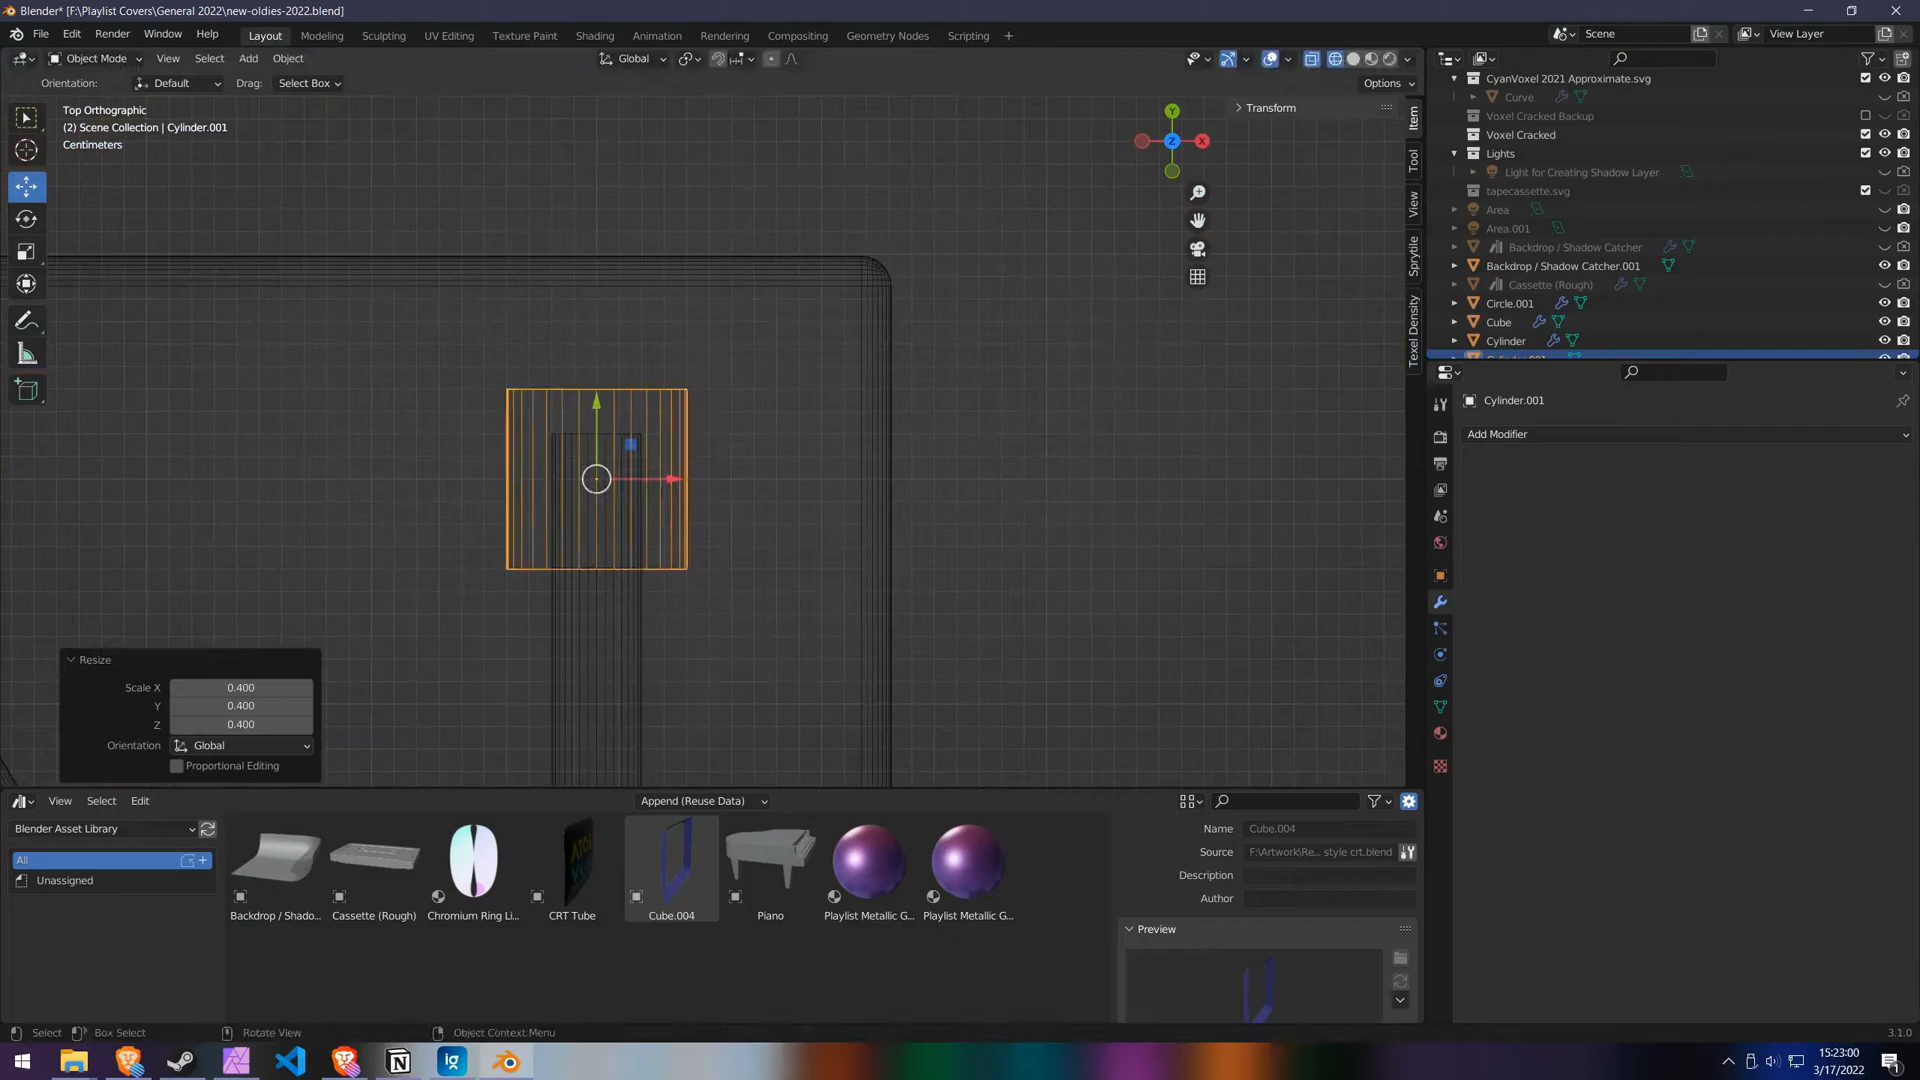 Blender* [F:\Playlist Covers\General 2022\new-oldies-2022.blend]
File Edit Render Window Help Layout Modeling Sculpting UV Editing Texture Paint Shading Animation Rendering Compositing Geometry Nodes Scripting + Scene View Layer
Object Mode View Select Add Object Global
Orientation: Default Drag: Select Box Options
Top Orthographic
(2) Scene Collection | Cylinder.001
Centimeters
Transform
Y
X
Z
Item
Tool
View
Sprytile
Texel Density
CyanVoxel 2021 Approximate.svg
Curve
Voxel Cracked Backup
Voxel Cracked
Lights
Light for Creating Shadow Layer
tapecassette.svg
Area
Area.001
Backdrop / Shadow Catcher
Backdrop / Shadow Catcher.001
Cassette (Rough)
Circle.001
Cube
Cylinder
Cylinder.001
Cylinder.001
Add Modifier
Resize
Scale X 0.400
Y 0.400
Z 0.400
Orientation Global
Proportional Editing
View Select Edit Append (Reuse Data)
Blender Asset Library
All
Unassigned
Backdrop / Shado... Cassette (Rough) Chromium Ring Li... CRT Tube Cube.004 Piano Playlist Metallic G... Playlist Metallic G...
Name Cube.004
Source F:\Artwork\Re... style crt.blend
Description
Author
Preview
Select Box Select Rotate View Object Context Menu 3.1.0
N ig 15:23:00
3/17/2022
1